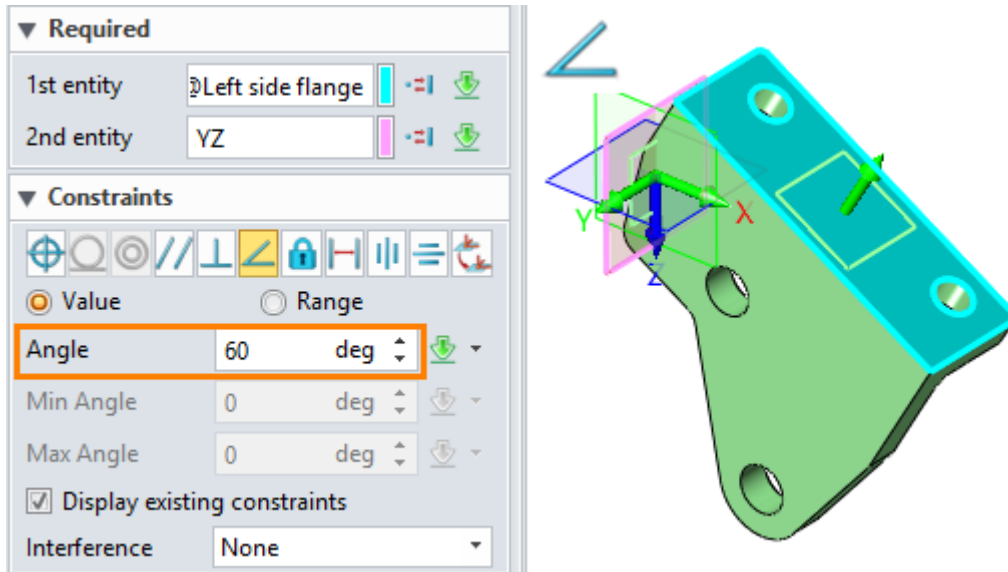 Required
1st entity Left side flange
2nd entity YZ
Constraints
Value Range
Angle 60 deg
Min Angle 0 deg
Max Angle 0 deg
Display existing constraints
Interference None
Y X
Z